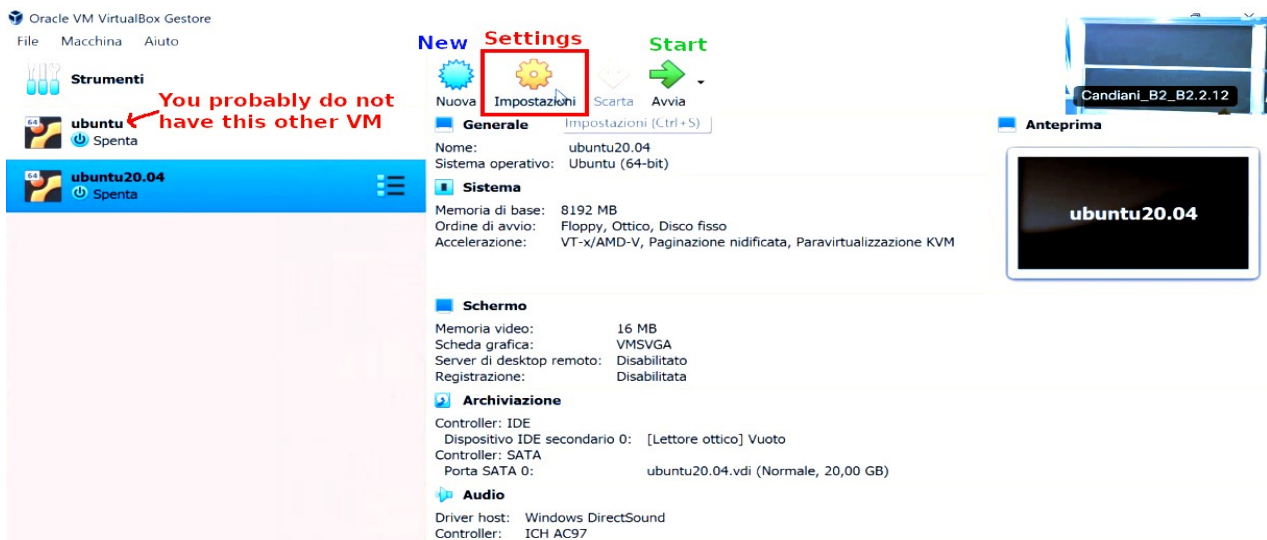 Oracle VM VirtualBox Gestore
File Macchina Aiuto
New Settings Start
Strumenti
Nuova Impostazioni Scarta Avvia
Impostazioni (Ctrl+S)
You probably do not
have this other VM
64
ubuntu
Spenta
64
ubuntu20.04
Spenta
Generale
Nome: ubuntu20.04
Sistema operativo: Ubuntu (64-bit)
Sistema
Memoria di base: 8192 MB
Ordine di avvio: Floppy, Ottico, Disco fisso
Accelerazione: VT-x/AMD-V, Paginazione nidificata, Paravirtualizzazione KVM
Schermo
Memoria video: 16 MB
Scheda grafica: VMSVGA
Server di desktop remoto: Disabilitato
Registrazione: Disabilitata
Archiviazione
Controller: IDE
Dispositivo IDE secondario 0: [Lettore ottico] Vuoto
Controller: SATA
Porta SATA 0: ubuntu20.04.vdi (Normale, 20,00 GB)
Audio
Driver host: Windows DirectSound
Controller: ICH AC97
Candiani_B2_B2.2.12
Anteprima
ubuntu20.04